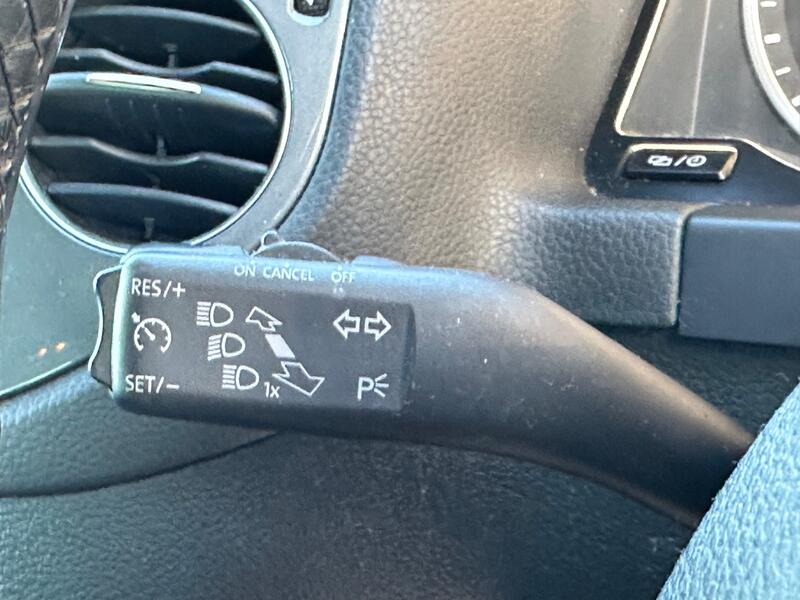 ON CANCEL OFF
RES/+
SET/-
1x
P